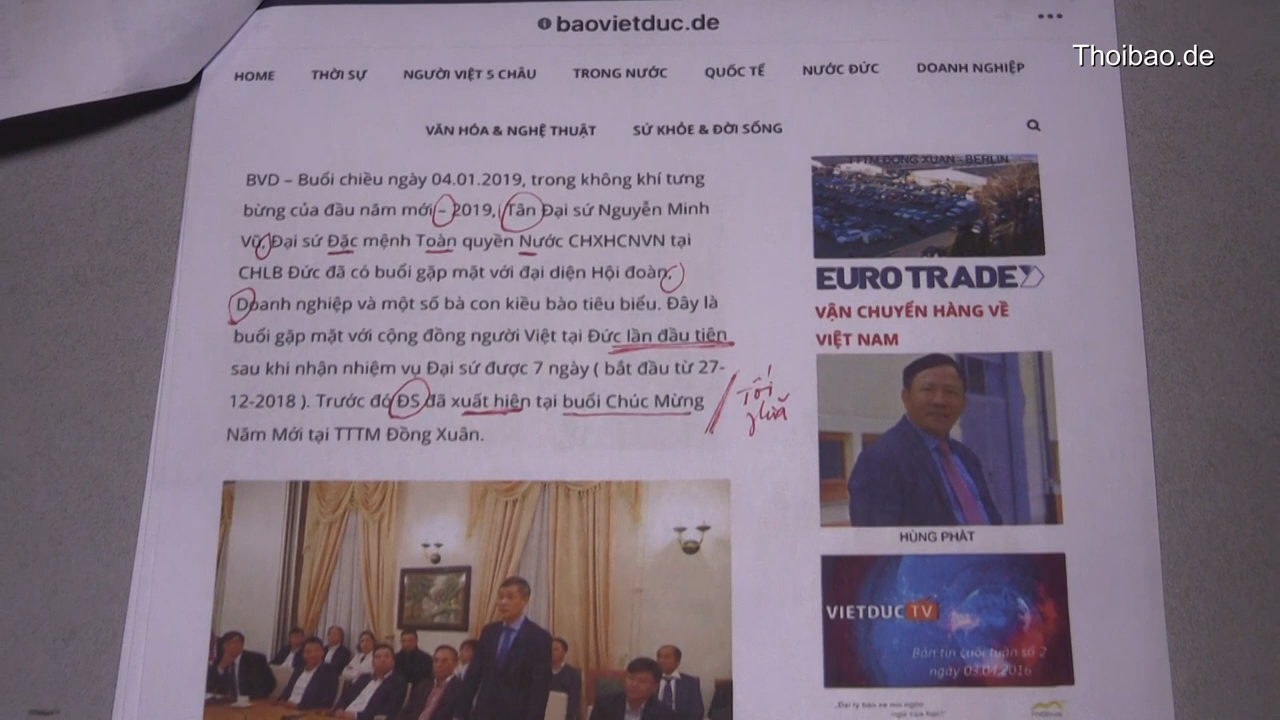 baovietduc.de
Thoibao.de
HOME THỜI SỰ NGƯỜI VIỆT 5 CHÂU TRONG NƯỚC QUỐC TẾ NƯỚC ĐỨC DOANH NGHIỆP
VĂN HÓA & NGHỆ THUẬT SỨ KHỎE & ĐỜI SỐNG
BVD – Buổi chiều ngày 04.01.2019, trong không khí tưng
bừng của đầu năm mới – 2019, Tân Đại sứ Nguyễn Minh
Vũ, Đại sứ Đặc mệnh Toàn quyền Nước CHXHCNVN tại
CHLB Đức đã có buổi gặp mặt với đại diện Hội đoàn,
Doanh nghiệp và một số bà con kiều bào tiêu biểu. Đây là
buổi gặp mặt với cộng đồng người Việt tại Đức lần đầu tiên
sau khi nhận nhiệm vụ Đại sứ được 7 ngày ( bắt đầu từ 27-
12-2018 ). Trước đó ĐS đã xuất hiện tại buổi Chúc Mừng
Năm Mới tại TTTM Đồng Xuân.
Tối
TTTM DONG XUAN - BERLIN
EUROTRADE
VẬN CHUYỂN HÀNG VỀ
VIỆT NAM
HÙNG PHÁT
VIETDUC TV
Bản tin cuối tuần số 2
ngày 03.04.2016